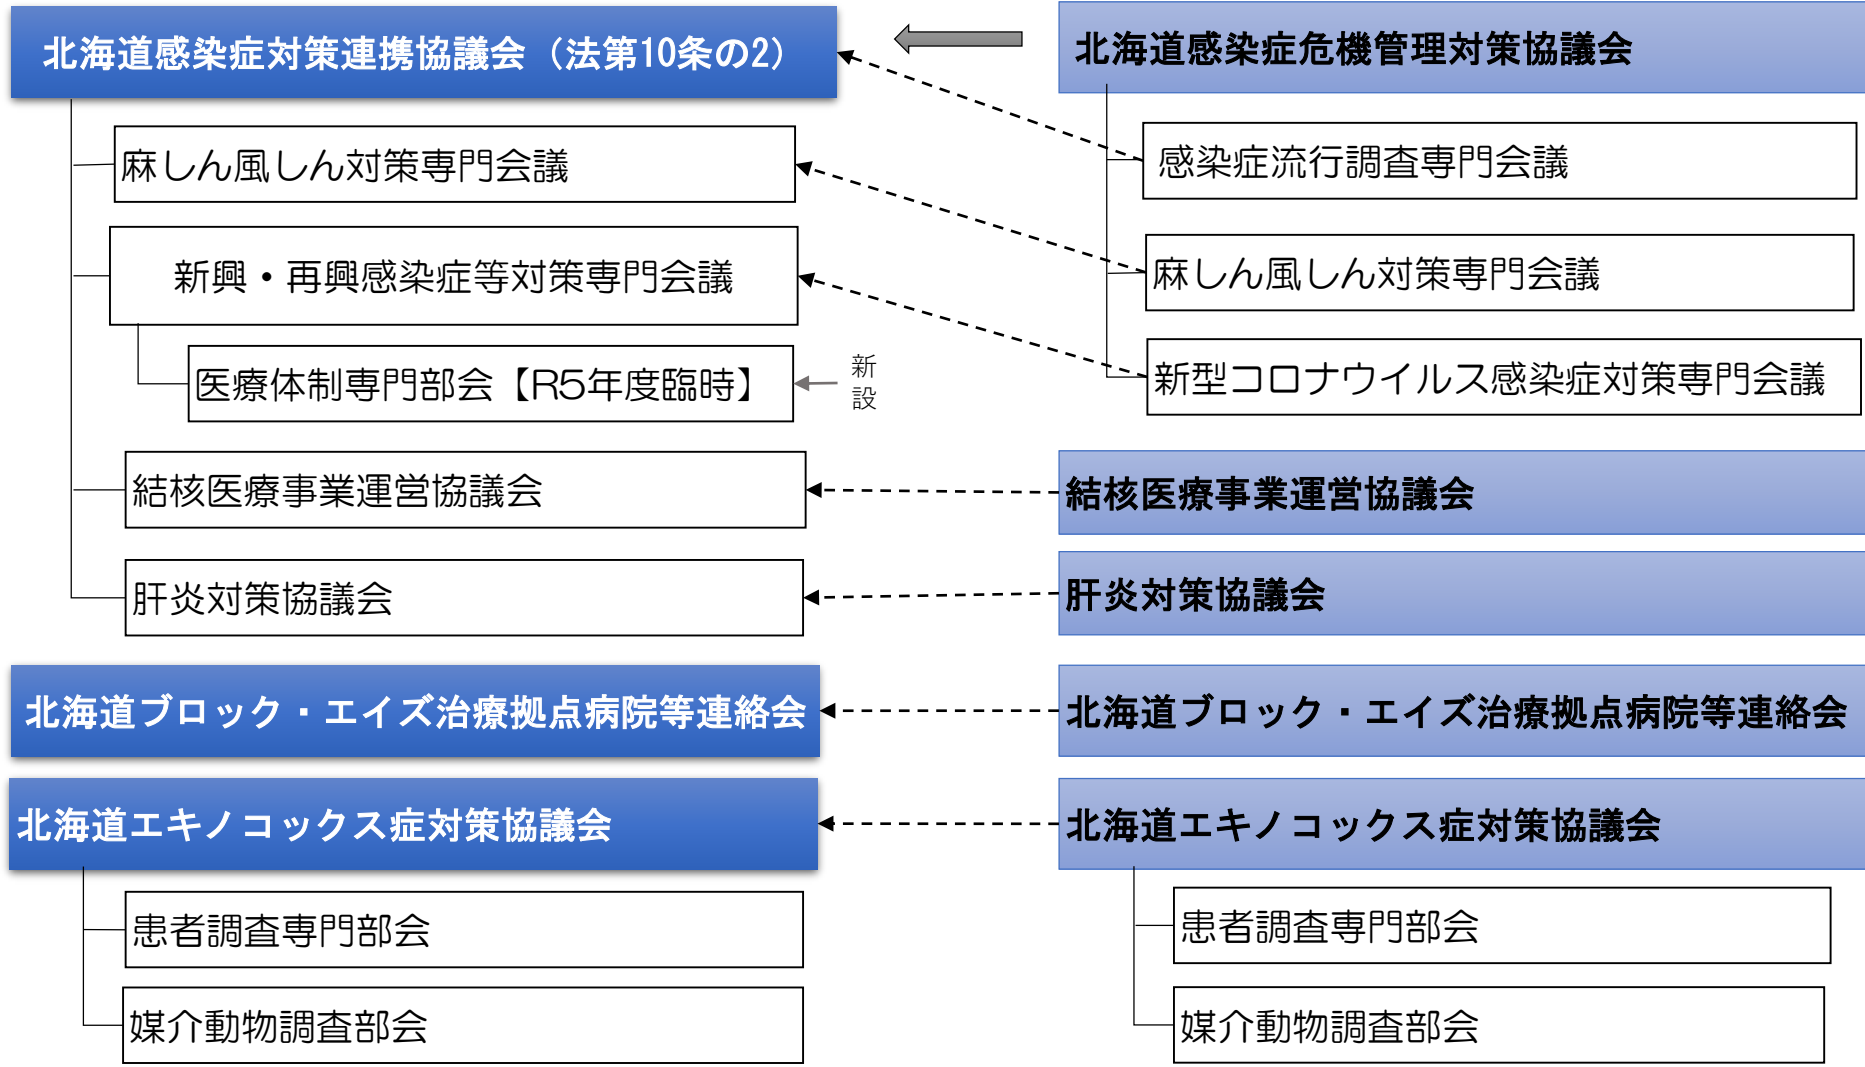 北海道感染症対策連携協議会（法第10条の2）
麻しん風しん対策専門会議
新興・再興感染症等対策専門会議
医療体制専門部会【R5年度臨時】
新
設
結核医療事業運営協議会
肝炎対策協議会
北海道ブロック・エイズ治療拠点病院等連絡会
北海道エキノコックス症対策協議会
患者調査専門部会
媒介動物調査部会
北海道感染症危機管理対策協議会
感染症流行調査専門会議
麻しん風しん対策専門会議
新型コロナウイルス感染症対策専門会議
結核医療事業運営協議会
肝炎対策協議会
北海道ブロック・エイズ治療拠点病院等連絡会
北海道エキノコックス症対策協議会
患者調査専門部会
媒介動物調査部会